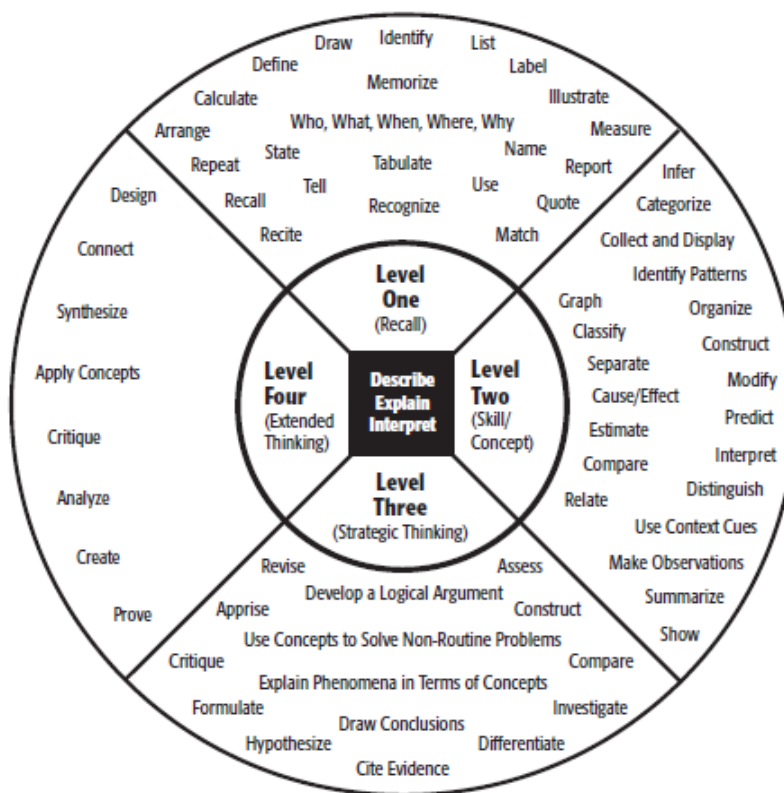 Draw
Identify
List
Define
Label
Memorize
Calculate
Illustrate
Arrange
Who, What, When, Where, Why
Measure
Repeat
State
Tabulate
Name
Report
Recall
Tell
Use
Quote
Recognize
Recite
Match
Infer
Categorize
Collect and Display
Identify Patterns
Graph
Organize
Classify
Construct
Separate
Modify
Cause/Effect
Predict
Estimate
Interpret
Compare
Distinguish
Relate
Use Context Cues
Make Observations
Summarize
Show
Design
Connect
Synthesize
Apply Concepts
Critique
Analyze
Create
Prove
Level
One
(Recall)
Level
Four
(Extended
Thinking)
Describe
Explain
Interpret
Level
Two
(Skill/
Concept)
Level
Three
(Strategic Thinking)
Revise
Assess
Develop a Logical Argument
Apprise
Construct
Use Concepts to Solve Non-Routine Problems
Critique
Compare
Explain Phenomena in Terms of Concepts
Formulate
Investigate
Draw Conclusions
Hypothesize
Differentiate
Cite Evidence